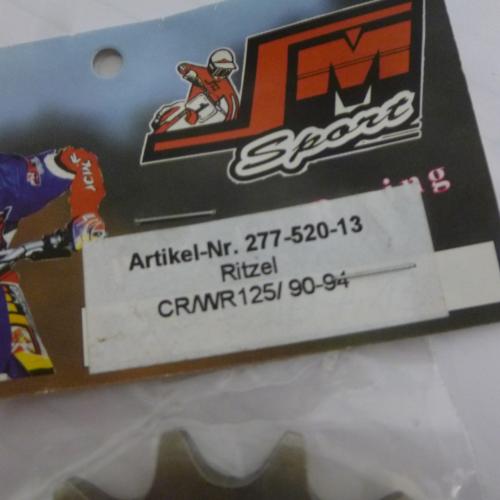 JM
Sport
Artikel-Nr. 277-520-13
Ritzel
CR/WR125/ 90-94